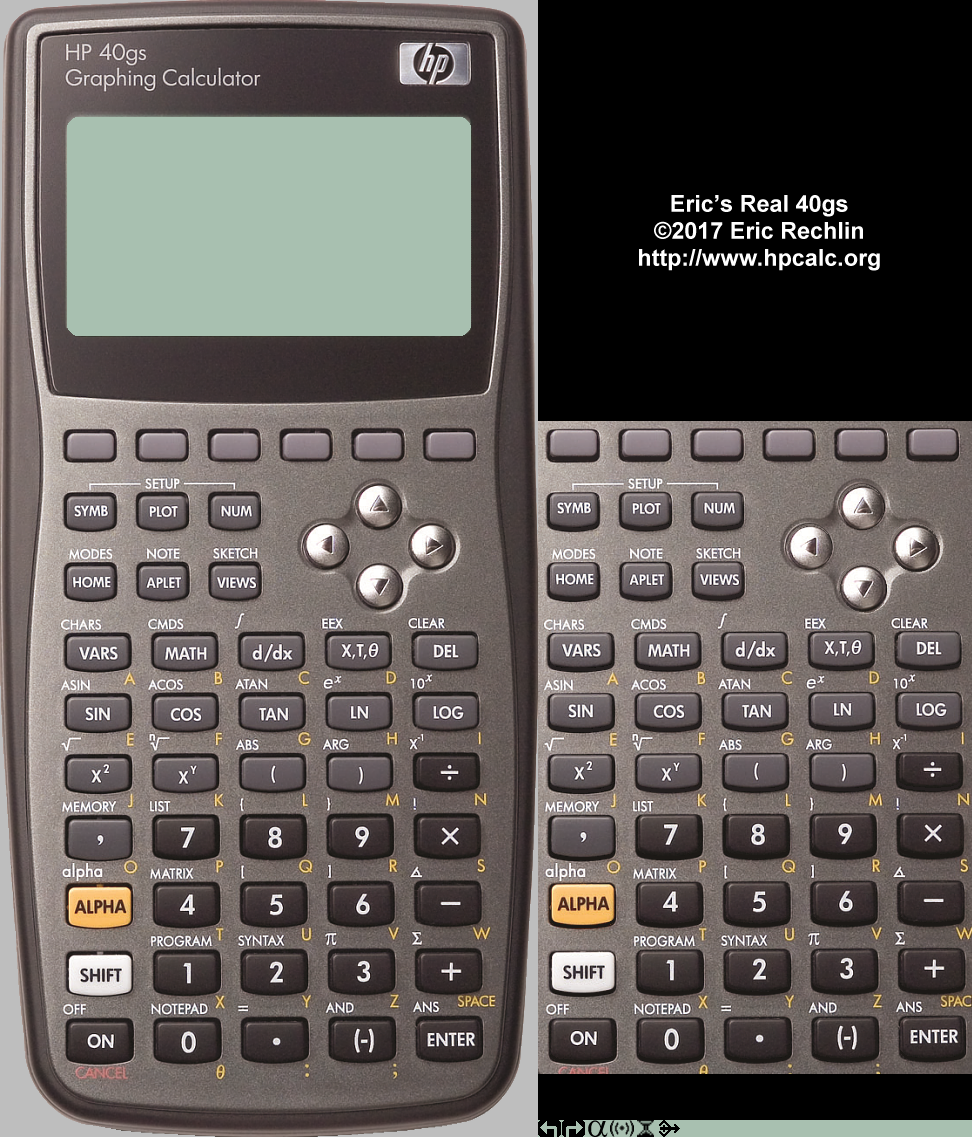 HP 40gs
Graphing Calculator
hp
Eric's Real 40gs
©2017 Eric Rechlin
http://www.hpcalc.org
SETUP
SYMB PLOT NUM
MODES NOTE SKETCH
HOME APLET VIEWS
CHARS CMDS ∫ EEX CLEAR
VARS MATH d/dx X,T,θ DEL
ASIN A ACOS B ATAN C eˣ D 10ˣ
SIN COS TAN LN LOG
√ E ⁿ√ F ABS G ARG H X⁻¹ I
X² Xʸ ( ) ÷
MEMORY J LIST K { L } M ! N
, 7 8 9 ×
alpha O MATRIX P [ Q ] R ∡ S
ALPHA 4 5 6 −
PROGRAM T SYNTAX U π V Σ W
SHIFT 1 2 3 +
OFF NOTEPAD X = Y AND Z ANS SPACE
ON 0 • (-) ENTER
CANCEL θ : ;
SETUP
SYMB PLOT NUM
MODES NOTE SKETCH
HOME APLET VIEWS
CHARS CMDS ∫ EEX CLEAR
VARS MATH d/dx X,T,θ DEL
ASIN A ACOS B ATAN C eˣ D 10ˣ
SIN COS TAN LN LOG
√ E ⁿ√ F ABS G ARG H X⁻¹ I
X² Xʸ ( ) ÷
MEMORY J LIST K { L } M ! N
, 7 8 9 ×
alpha O MATRIX P [ Q ] R ∡ S
ALPHA 4 5 6 −
PROGRAM T SYNTAX U π V Σ W
SHIFT 1 2 3 +
OFF NOTEPAD X = Y AND Z ANS SPAC
ON 0 • (-) ENTER
α